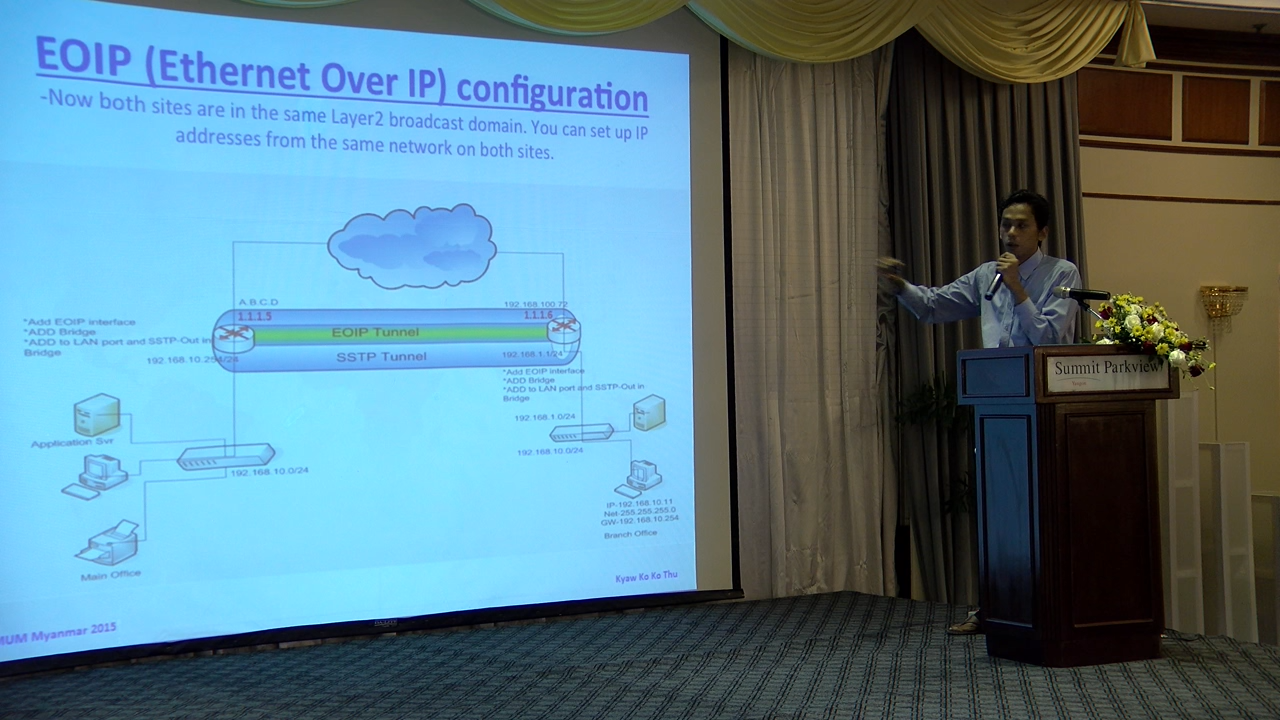 EOIP (Ethernet Over IP) configuration
-Now both sites are in the same Layer2 broadcast domain. You can set up IP
addresses from the same network on both sites.
A.B.C.D
192.168.100.72
1.1.1.5
1.1.1.6
*Add EOIP interface
*ADD Bridge
*ADD to LAN port and SSTP-Out in
Bridge
EOIP Tunnel
SSTP Tunnel
192.168.10.254/24
192.168.1.1/24
*Add EOIP interface
*ADD Bridge
*ADD to LAN port and SSTP-Out in
Bridge
Application Svr
192.168.1.0/24
192.168.10.0/24
192.168.10.0/24
IP-192.168.10.11
Net-255.255.255.0
GW-192.168.10.254
Branch Office
Main Office
Kyaw Ko Ko Thu
MUM Myanmar 2015
Summit Parkview